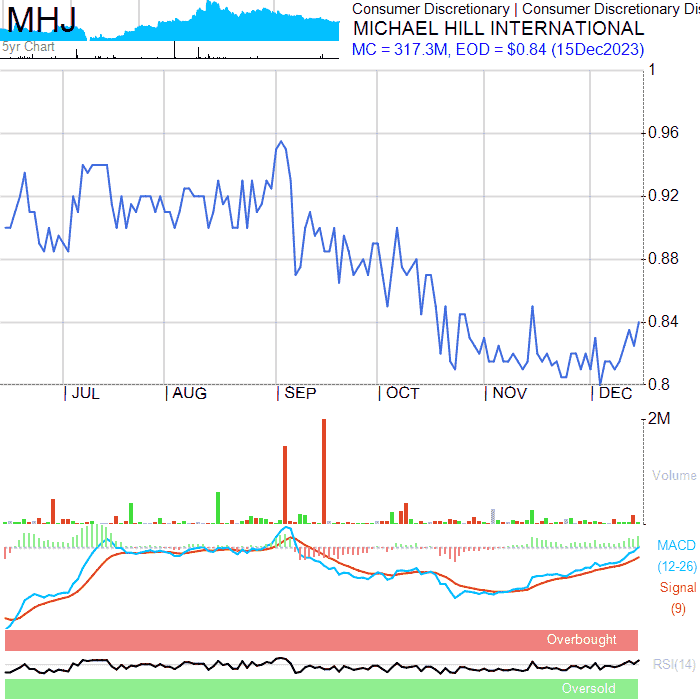 MHJ
5yr Chart
Consumer Discretionary | Consumer Discretionary Dis
MICHAEL HILL INTERNATIONAL
MC = 317.3M, EOD = $0.84 (15Dec2023)
1
0.96
0.92
0.88
0.84
0.8
JUL AUG SEP OCT NOV DEC
2M
Volume
MACD
(12-26)
Signal
(9)
Overbought
RSI(14)
Oversold